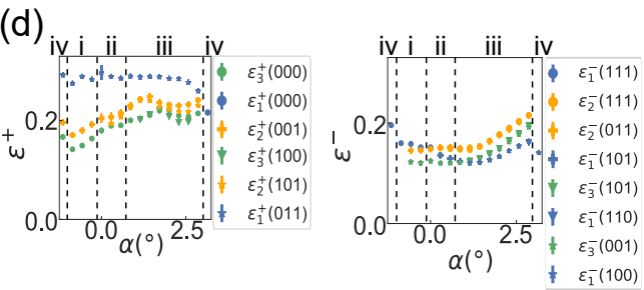 (d)
iv i ii iii iv
ε⁺
0.2
0.0
0.0 2.5
α(°)
ε₃⁺(000)
ε₁⁺(000)
ε₂⁺(001)
ε₃⁺(100)
ε₂⁺(101)
ε₁⁺(011)
iv i ii iii iv
ε⁻
0.2
0.0
0.0 2.5
α(°)
ε₁⁻(111)
ε₂⁻(111)
ε₂⁻(011)
ε₁⁻(101)
ε₃⁻(101)
ε₁⁻(110)
ε₃⁻(001)
ε₁⁻(100)